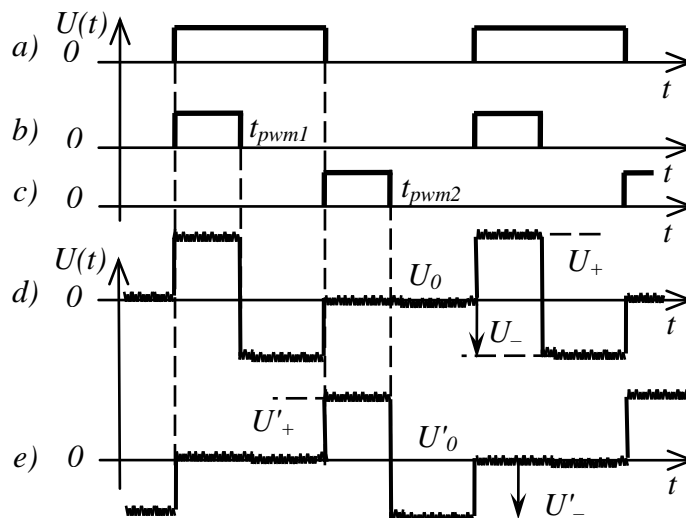 U(t)
a) 0
t
b) 0 t_pwm1
t
c) 0 t_pwm2
t
U(t)
U_+
d) 0 U_0
t
U_–
U'_+ U'_0
e) 0
t
U'_–